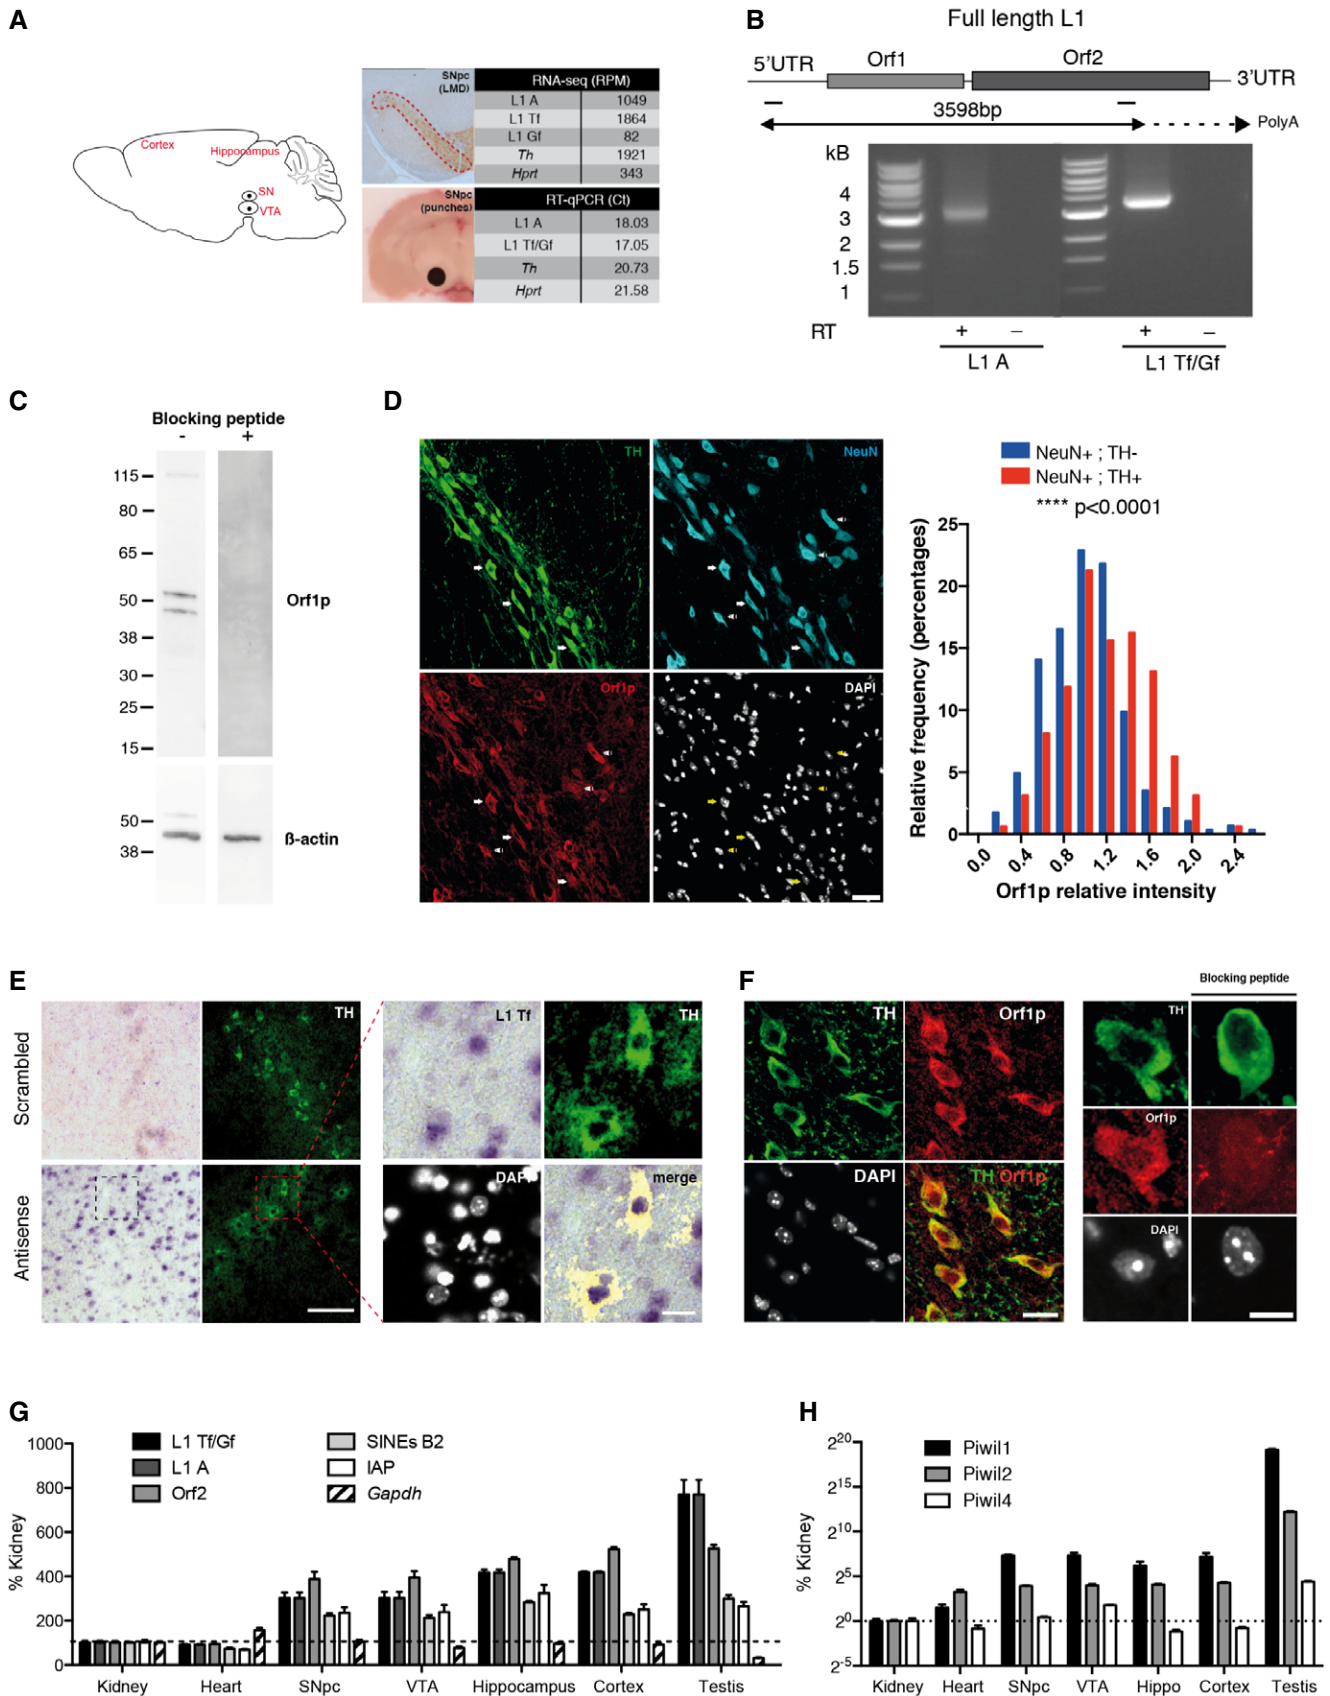 A
Cortex
Hippocampus
SN
VTA
SNpc
(LMD)
RNA-seq (RPM)
L1 A 1049
L1 Tf 1864
L1 Gf 82
Th 1921
Hprt 343
SNpc
(punches)
RT-qPCR (Ct)
L1 A 18.03
L1 Tf/Gf 17.05
Th 20.73
Hprt 21.58
B
Full length L1
5'UTR
Orf1
Orf2
3'UTR
3598bp
PolyA
kB
4
3
2
1.5
1
RT + − + −
L1 A L1 Tf/Gf
C
Blocking peptide
- +
115
80
65
50
38
30
25
15
Orf1p
50
38
ß-actin
D
TH
NeuN
Orf1p
DAPI
NeuN+ ; TH-
NeuN+ ; TH+
**** p<0.0001
Relative frequency (percentages)
25
20
15
10
5
0
0.0 0.4 0.8 1.2 1.6 2.0 2.4
Orf1p relative intensity
E
Scrambled
Antisense
TH
L1 Tf
TH
DAPI
merge
F
TH
Orf1p
DAPI
TH Orf1p
Blocking peptide
TH
Orf1p
DAPI
G
% Kidney
1000
800
600
400
200
0
L1 Tf/Gf
L1 A
Orf2
SINEs B2
IAP
Gapdh
Kidney Heart SNpc VTA Hippocampus Cortex Testis
H
% Kidney
2^20
2^15
2^10
2^5
2^0
2^-5
Piwil1
Piwil2
Piwil4
Kidney Heart SNpc VTA Hippo Cortex Testis